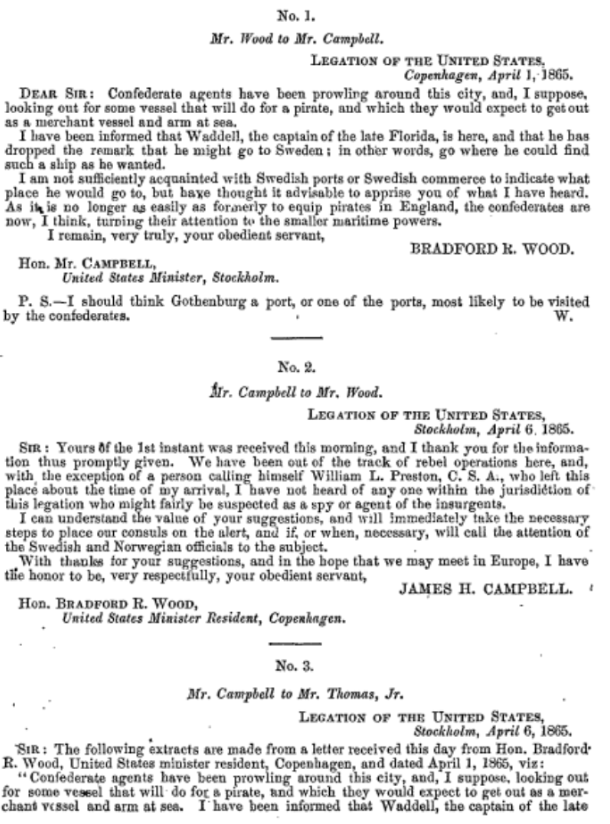 No. 1.
Mr. Wood to Mr. Campbell.
LEGATION OF THE UNITED STATES,
Copenhagen, April 1, 1865.
DEAR SIR: Confederate agents have been prowling around this city, and, I suppose,
looking out for some vessel that will do for a pirate, and which they would expect to get out
as a merchant vessel and arm at sea.
I have been informed that Waddell, the captain of the late Florida, is here, and that he has
dropped the remark that he might go to Sweden; in other words, go where he could find
such a ship as he wanted.
I am not sufficiently acquainted with Swedish ports or Swedish commerce to indicate what
place he would go to, but have thought it advisable to apprise you of what I have heard.
As it is no longer as easily as formerly to equip pirates in England, the confederates are
now, I think, turning their attention to the smaller maritime powers.
I remain, very truly, your obedient servant,
BRADFORD R. WOOD.
Hon. Mr. CAMPBELL,
United States Minister, Stockholm.
P. S.—I should think Gothenburg a port, or one of the ports, most likely to be visited
by the confederates. W.
No. 2.
Mr. Campbell to Mr. Wood.
LEGATION OF THE UNITED STATES,
Stockholm, April 6, 1865.
SIR: Yours of the 1st instant was received this morning, and I thank you for the informa-
tion thus promptly given. We have been out of the track of rebel operations here, and,
with the exception of a person calling himself William L. Preston, C. S. A., who left this
place about the time of my arrival, I have not heard of any one within the jurisdiction of
this legation who might fairly be suspected as a spy or agent of the insurgents.
I can understand the value of your suggestions, and will immediately take the necessary
steps to place our consuls on the alert, and if, or when, necessary, will call the attention of
the Swedish and Norwegian officials to the subject.
With thanks for your suggestions, and in the hope that we may meet in Europe, I have
the honor to be, very respectfully, your obedient servant,
JAMES H. CAMPBELL.
Hon. BRADFORD R. WOOD,
United States Minister Resident, Copenhagen.
No. 3.
Mr. Campbell to Mr. Thomas, Jr.
LEGATION OF THE UNITED STATES,
Stockholm, April 6, 1865.
SIR: The following extracts are made from a letter received this day from Hon. Bradford
R. Wood, United States minister resident, Copenhagen, and dated April 1, 1865, viz:
"Confederate agents have been prowling around this city, and, I suppose, looking out
for some vessel that will do for a pirate, and which they would expect to get out as a mer-
chant vessel and arm at sea. I have been informed that Waddell, the captain of the late